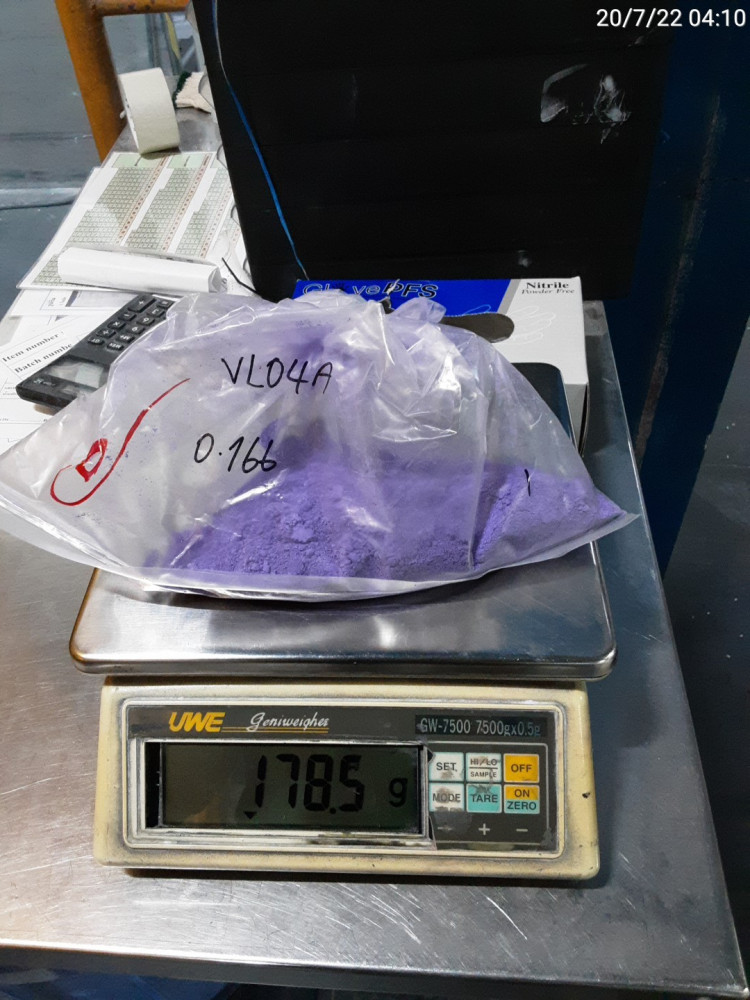 20/7/22 04:10
Nitrile
Powder Free
Item number
Batch numbe
VL04A
0.166
UWE Geniweigher GW-7500 7500gx0.5g
178.5 g
SET HI/LO SAMPLE OFF
MODE TARE ON ZERO
+ −